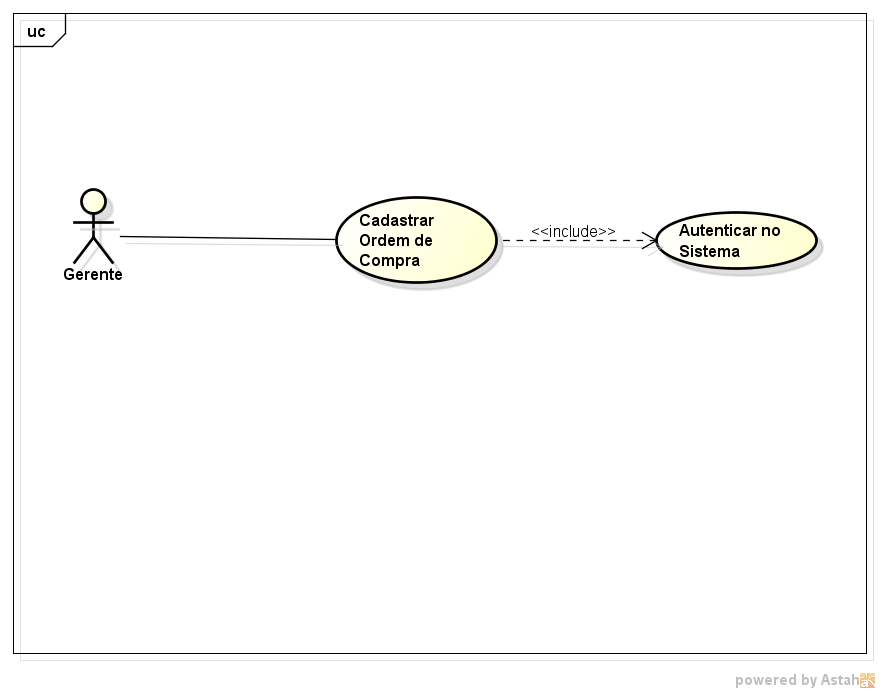 uc
Cadastrar
Ordem de
Compra
<<include>>
Autenticar no
Sistema
Gerente
powered by Astah